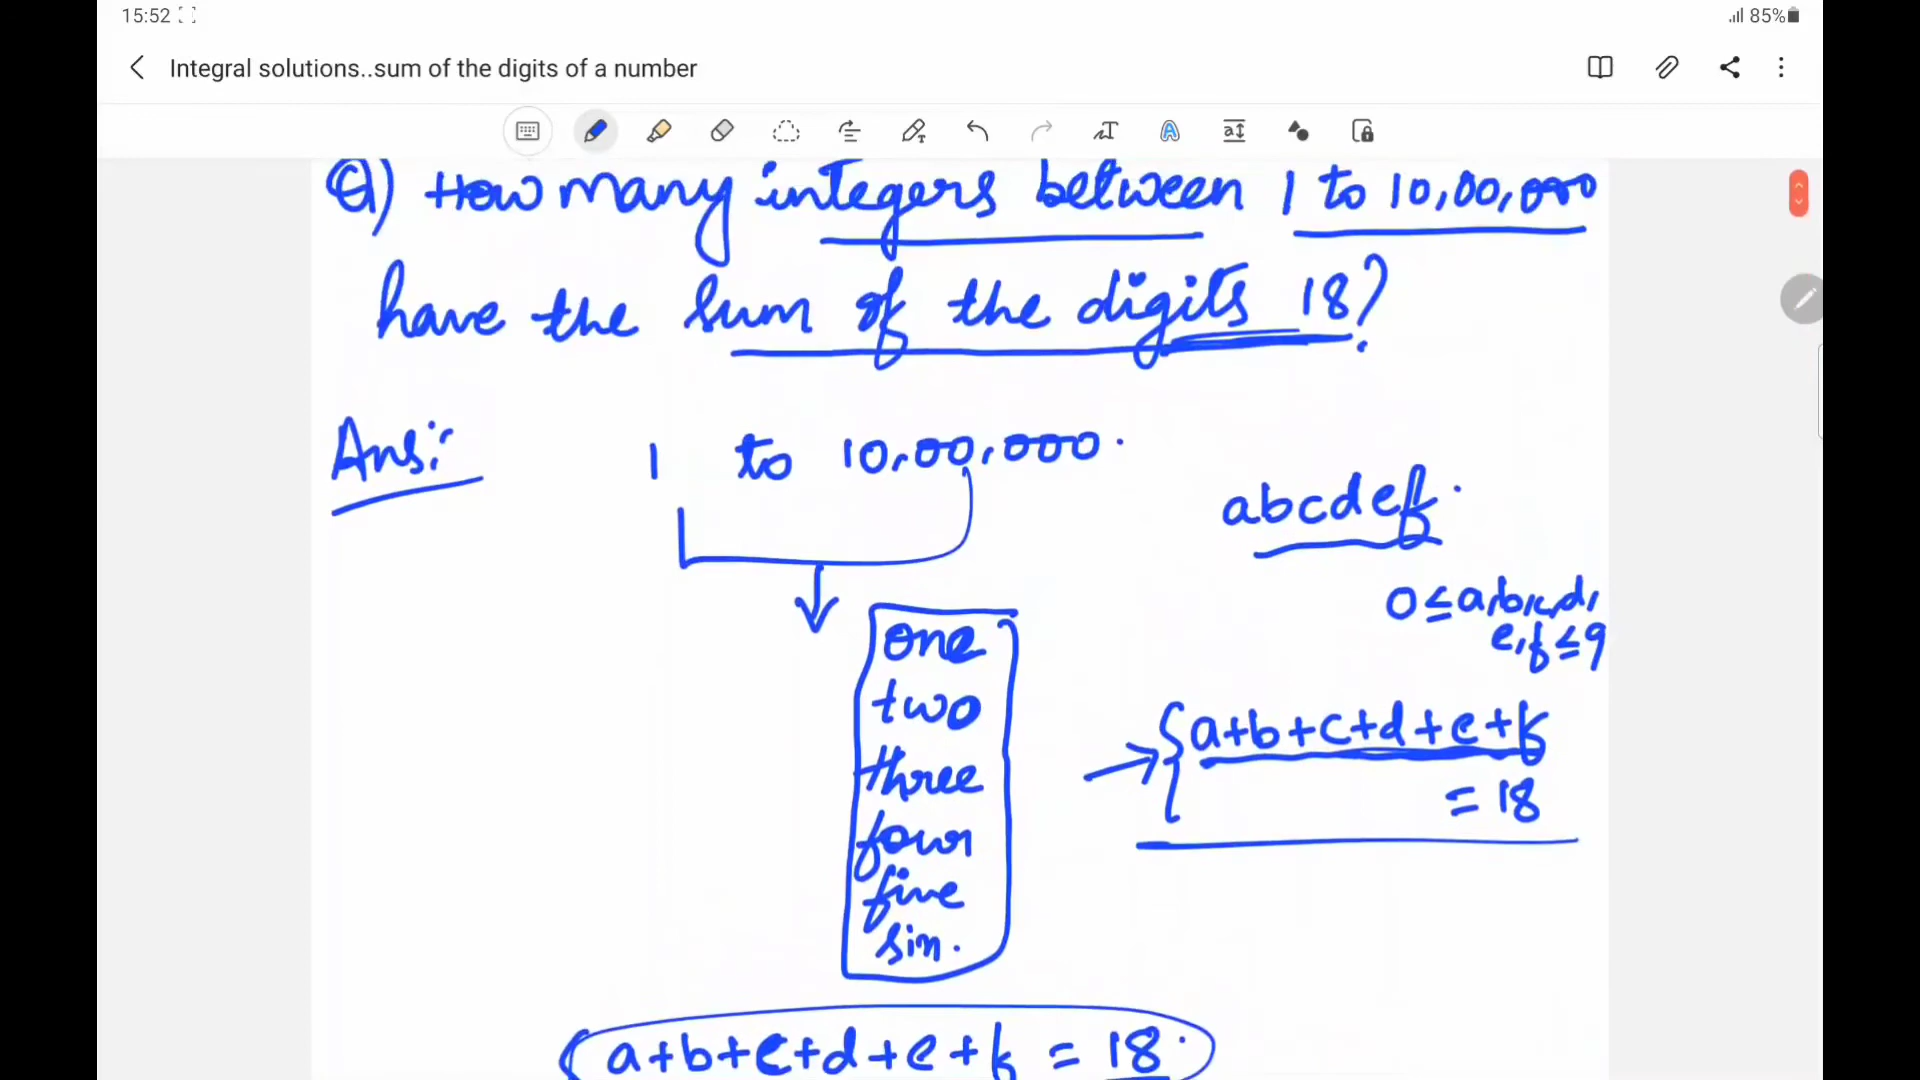 15:52 85%
Integral solutions..sum of the digits of a number
Q) How many integers between 1 to 10,00,000
have the sum of the digits 18?
Ans:
1 to 10,00,000.
abcdef.
0≤a,b,c,d,
e,f≤9
one
two
three
four
five
six.
a+b+c+d+e+f
= 18
a+b+c+d+e+f = 18.